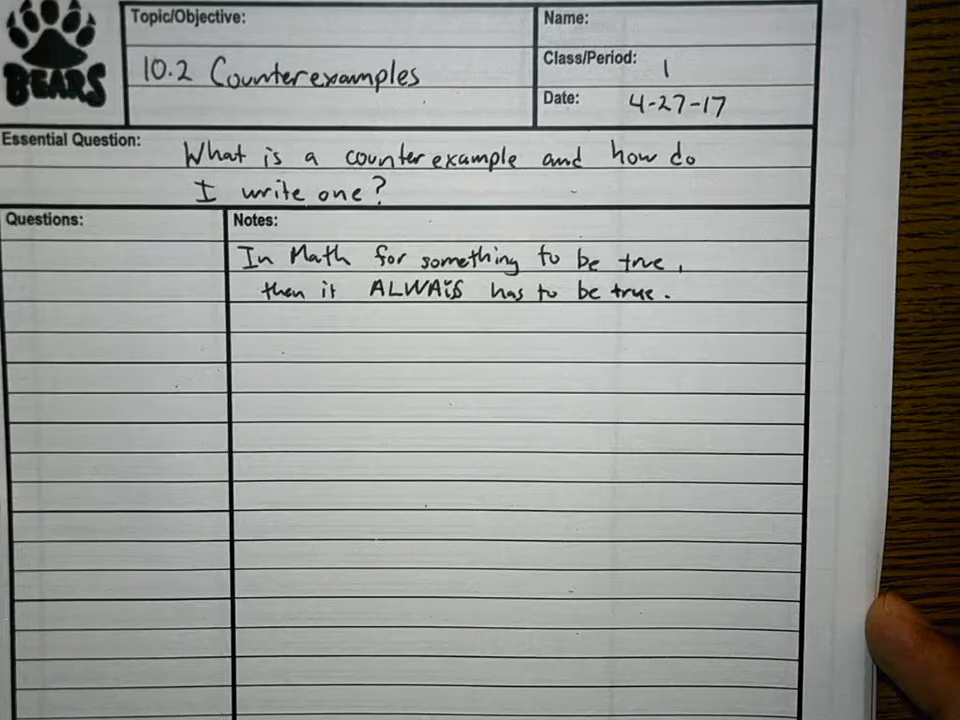 BEARS
Topic/Objective:
10.2 Counterexamples
Name:
Class/Period: 1
Date: 4-27-17
Essential Question:
What is a counterexample and how do
I write one?
Questions:
Notes:
In Math for something to be true,
then it ALWAYS has to be true.